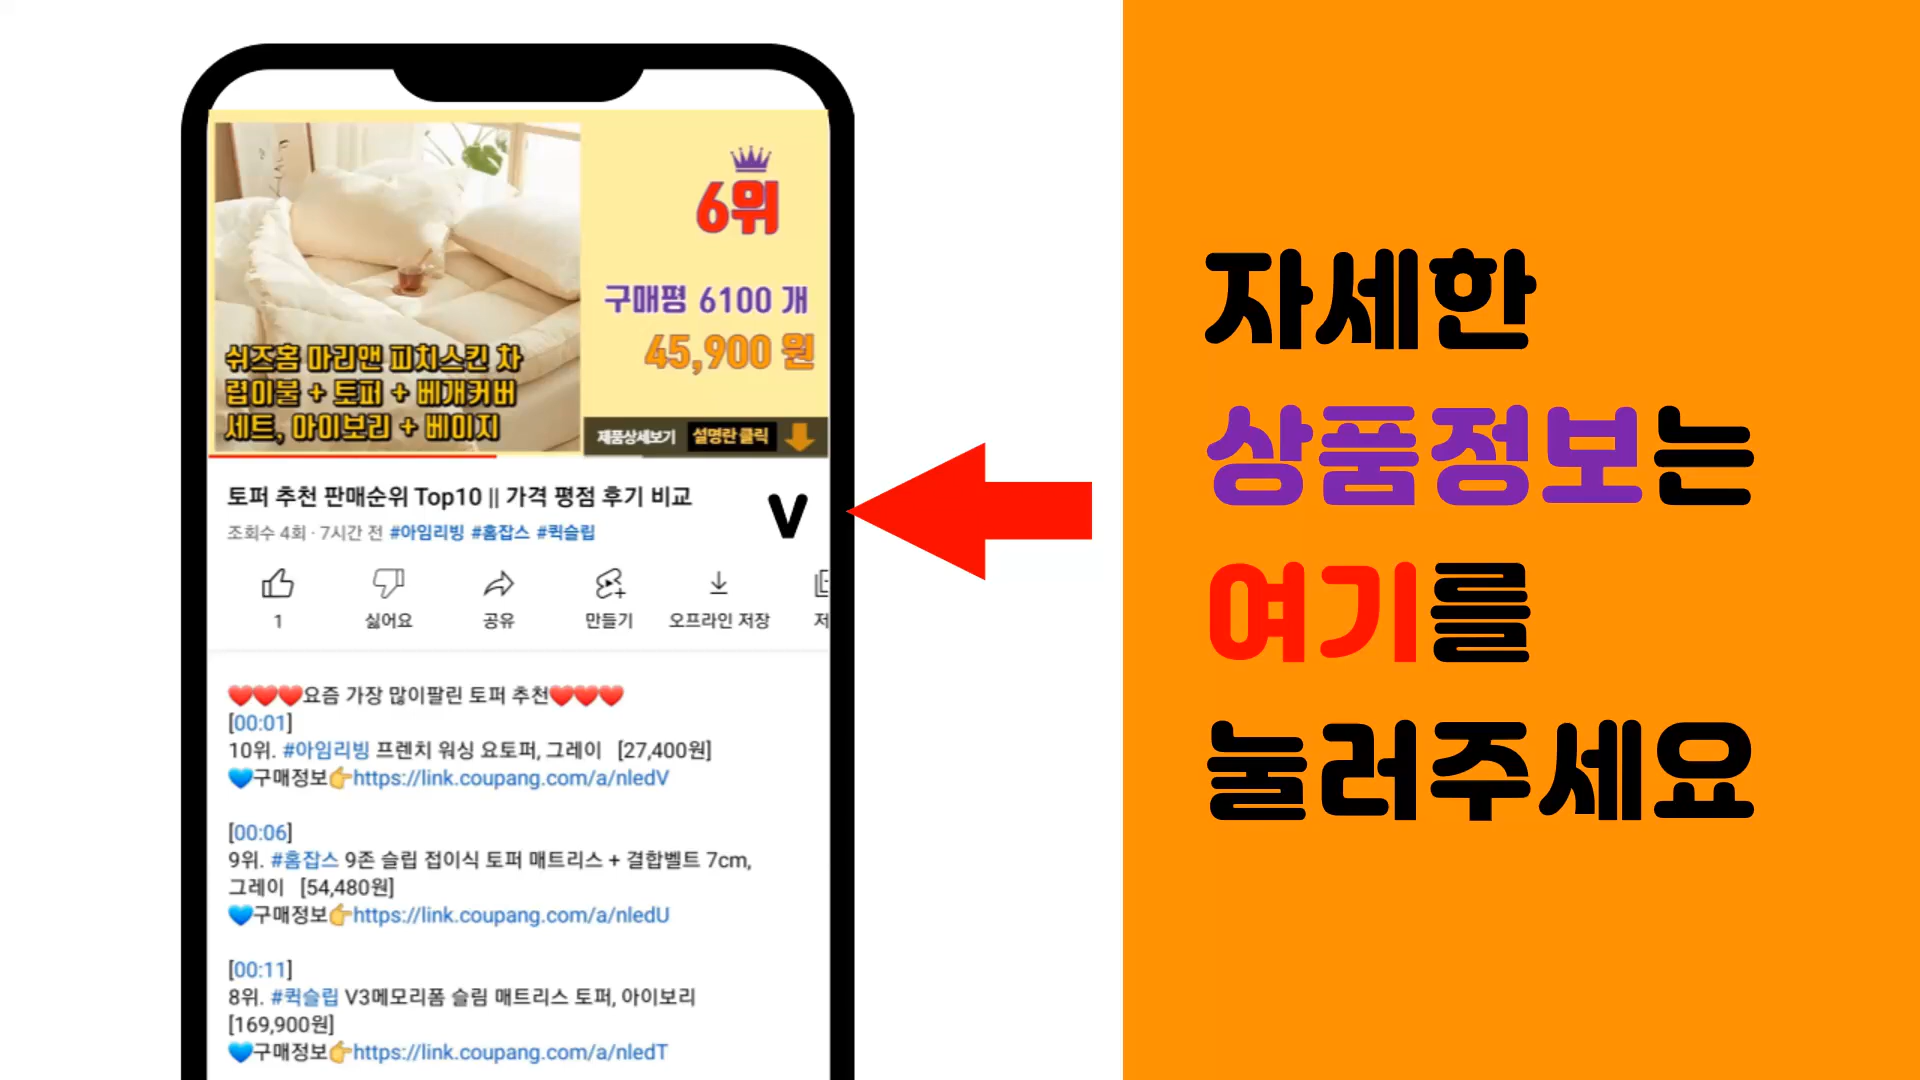 6위
구매평 6100 개
45,900 원
쉬즈홈 마리앤 피치스킨 차
렵이불 + 토퍼 + 베개커버
세트, 아이보리 + 베이지
제품상세보기 설명란 클릭
토퍼 추천 판매순위 Top10 || 가격 평점 후기 비교
V
조회수 4회 · 7시간 전 #아임리빙 #홈잡스 #퀵슬립
1 싫어요 공유 만들기 오프라인 저장 저
❤️❤️❤️요즘 가장 많이팔린 토퍼 추천❤️❤️❤️
[00:01]
10위. #아임리빙 프렌치 워싱 요토퍼, 그레이 [27,400원]
💙구매정보👉https://link.coupang.com/a/nledV
[00:06]
9위. #홈잡스 9존 슬립 접이식 토퍼 매트리스 + 결합벨트 7cm,
그레이 [54,480원]
💙구매정보👉https://link.coupang.com/a/nledU
[00:11]
8위. #퀵슬립 V3메모리폼 슬림 매트리스 토퍼, 아이보리
[169,900원]
💙구매정보👉https://link.coupang.com/a/nledT
자세한
상품정보는
여기를
눌러주세요